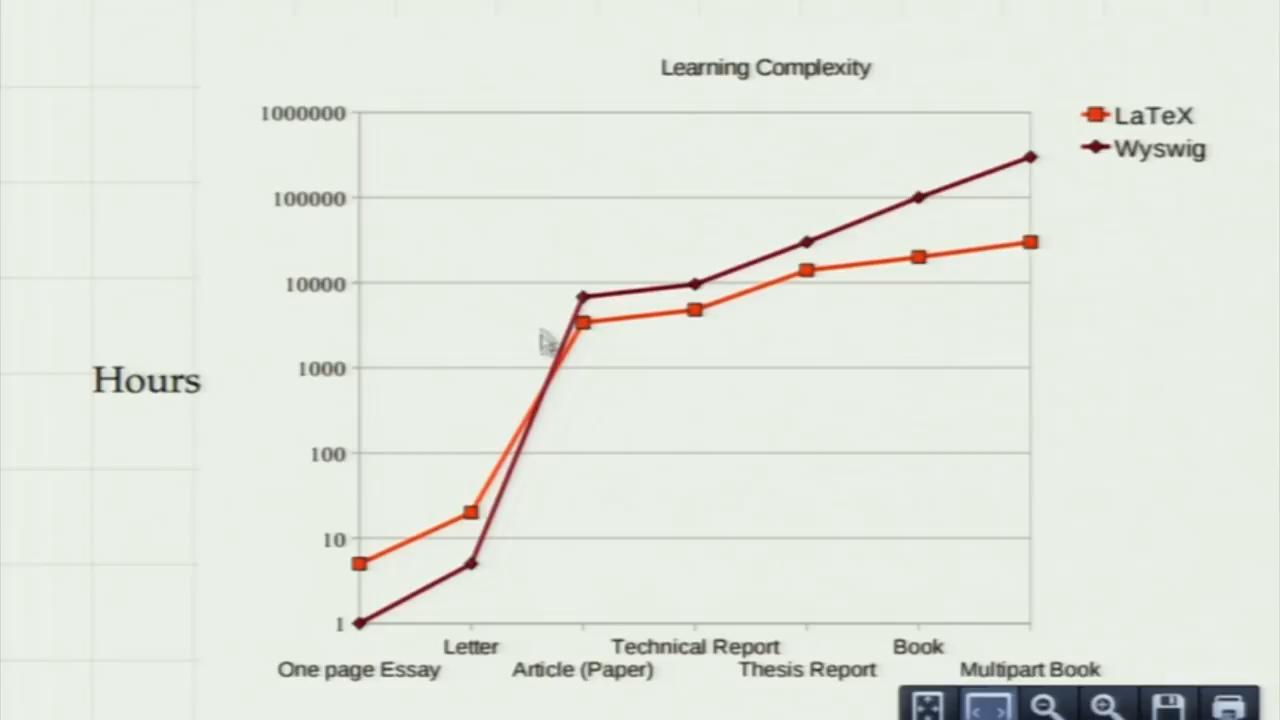 Learning Complexity
1000000
100000
10000
1000
100
10
1
Hours
LaTeX
Wyswig
Letter
Technical Report
Book
One page Essay
Article (Paper)
Thesis Report
Multipart Book